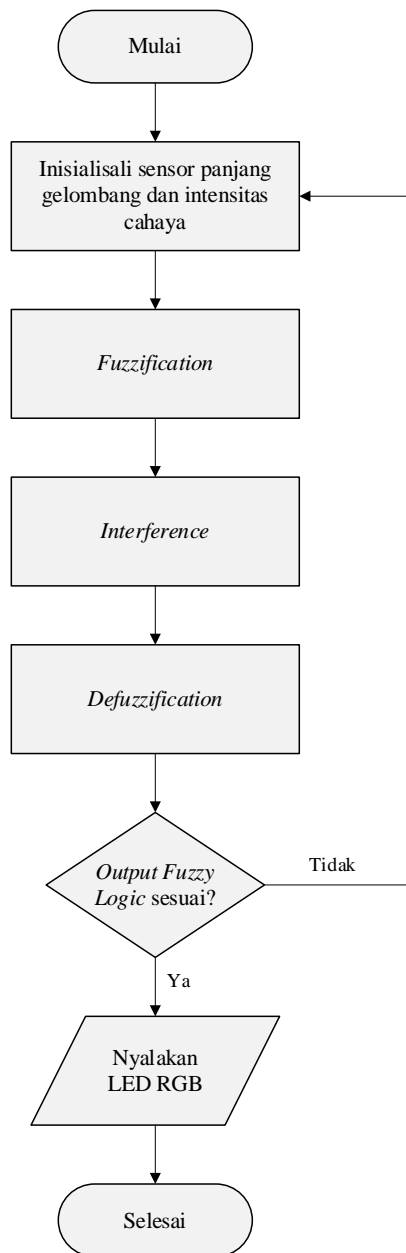 Mulai
Inisialisali sensor panjang
gelombang dan intensitas
cahaya
Fuzzification
Interference
Defuzzification
Output Fuzzy
Logic sesuai?
Tidak
Ya
Nyalakan
LED RGB
Selesai